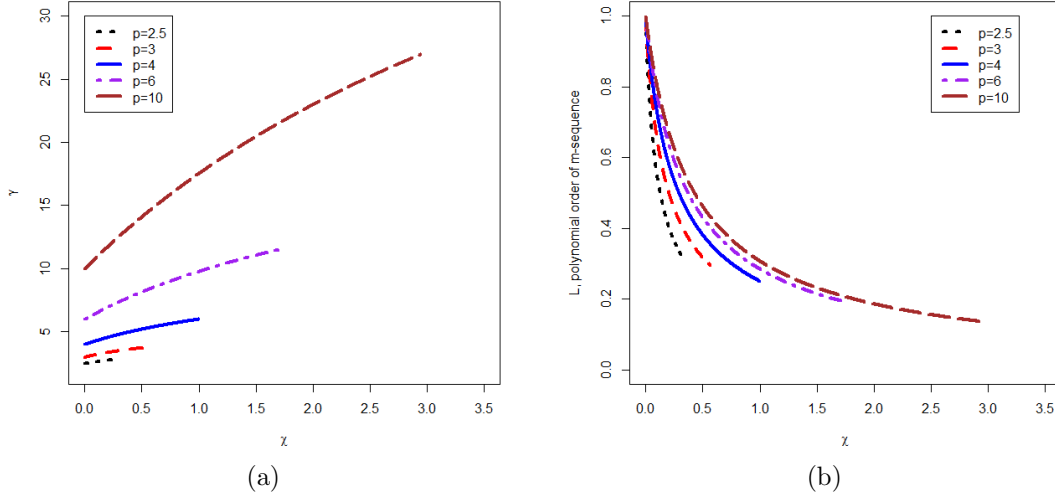 30
25
20
15
10
5
γ
p=2.5
p=3
p=4
p=6
p=10
0.0 0.5 1.0 1.5 2.0 2.5 3.0 3.5
χ
(a)
1.0
0.8
0.6
0.4
0.2
0.0
L, polynomial order of m-sequence
p=2.5
p=3
p=4
p=6
p=10
0.0 0.5 1.0 1.5 2.0 2.5 3.0 3.5
χ
(b)